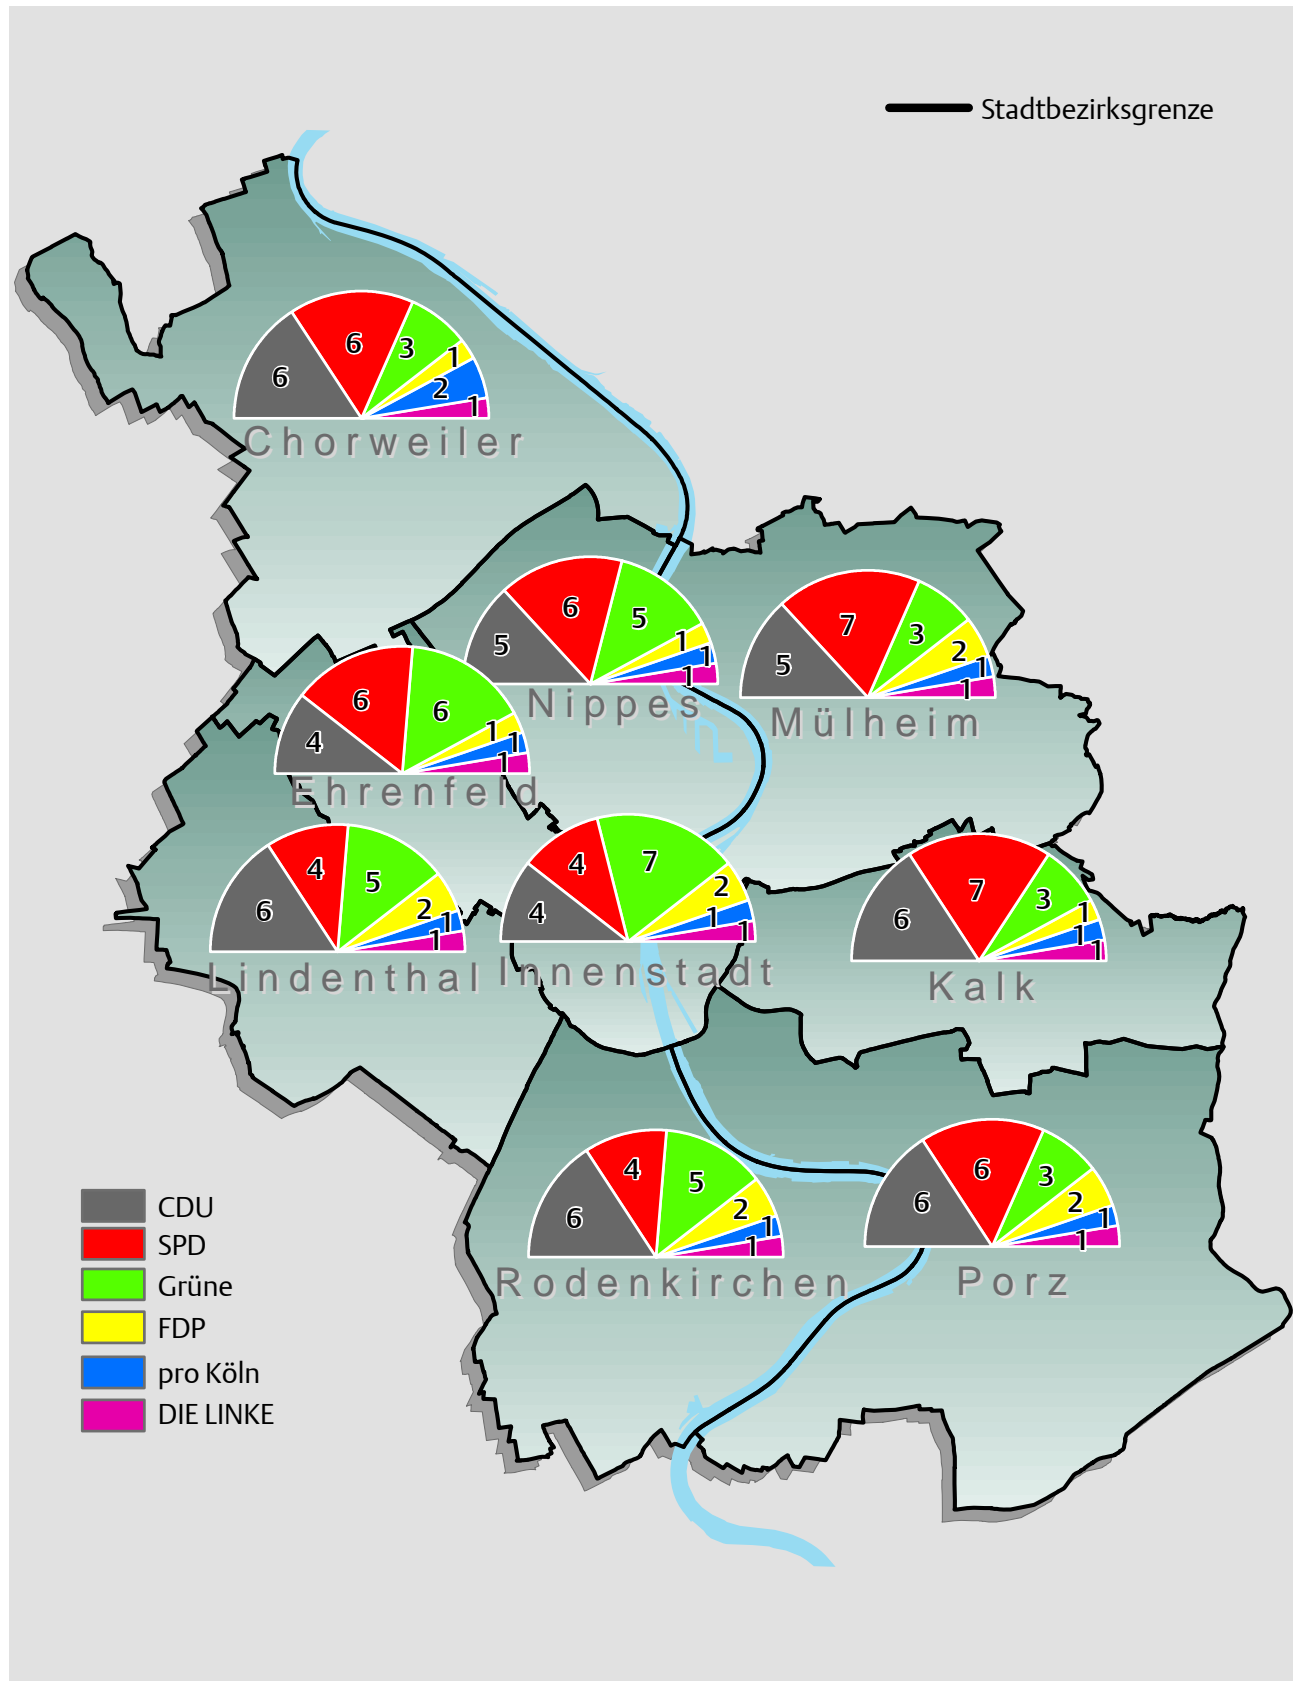 Stadtbezirksgrenze
6 6 3 1 2 1
Chorweiler
5 6 5 1 1 1
Nippes
5 7 3 2 1 1
Mülheim
4 6 6 1 1 1
Ehrenfeld
6 4 5 2 1 1
Lindenthal
4 4 7 2 1 1
Innenstadt
6 7 3 1 1 1
Kalk
6 4 5 2 1 1
Rodenkirchen
6 6 3 2 1 1
Porz
CDU
SPD
Grüne
FDP
pro Köln
DIE LINKE